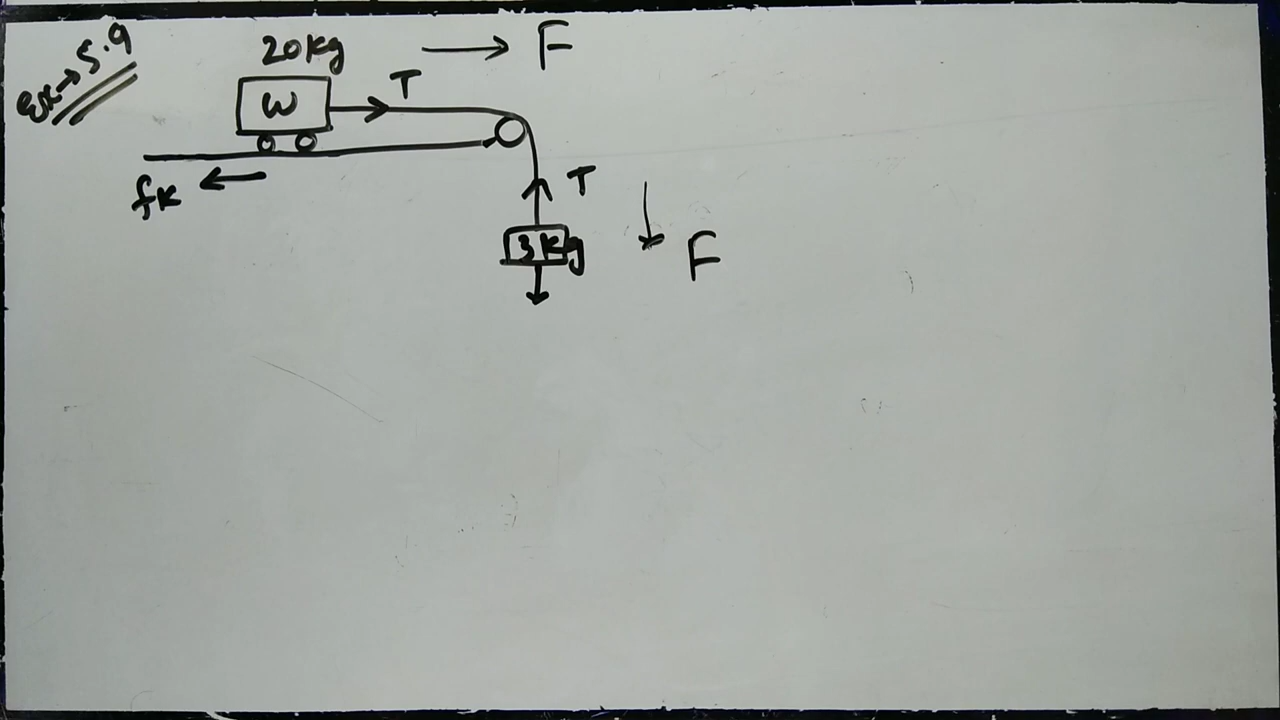 Ex→5.9
20kg
→ F
W
T
fk ←
T
3kg
↓ F